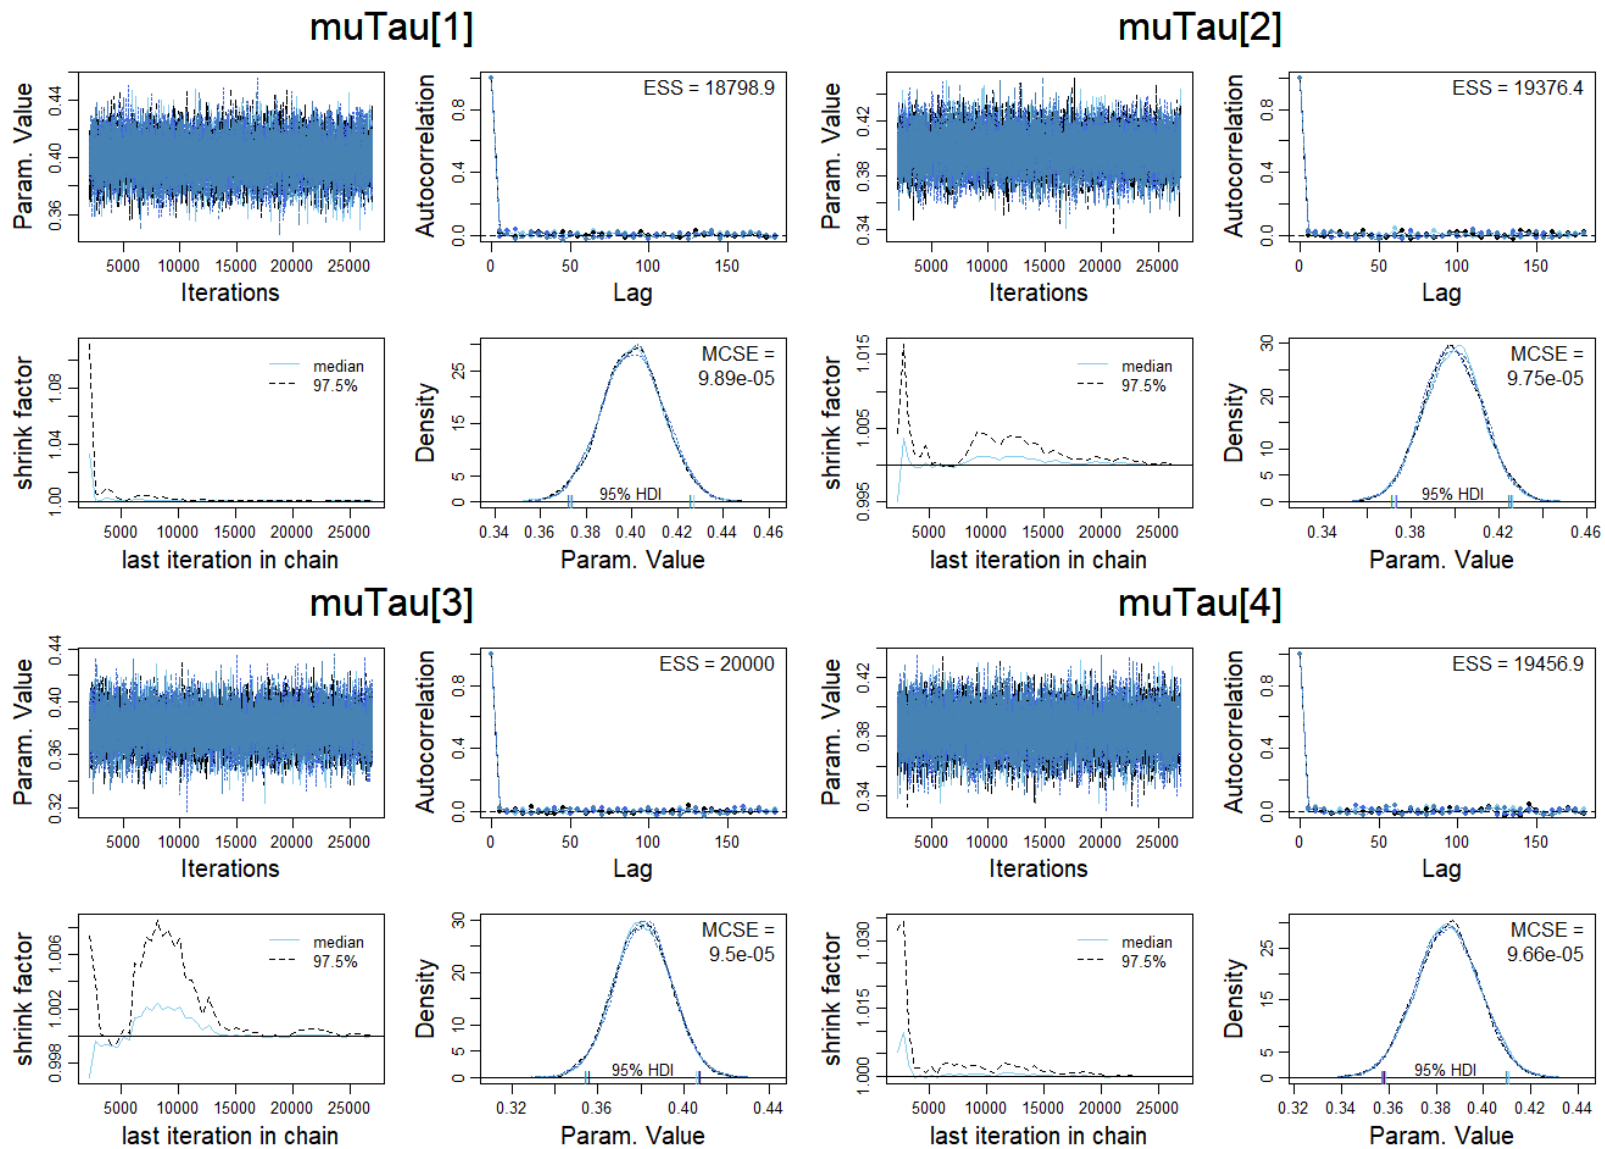 muTau[1]
Param. Value
0.36 0.40 0.44
5000 10000 15000 20000 25000
Iterations
Autocorrelation
0.0 0.4 0.8
ESS = 18798.9
0 50 100 150
Lag
shrink factor
1.00 1.04 1.08
median
97.5%
5000 10000 15000 20000 25000
last iteration in chain
Density
0 5 15 25
MCSE =
9.89e-05
95% HDI
0.34 0.36 0.38 0.40 0.42 0.44 0.46
Param. Value
muTau[2]
Param. Value
0.34 0.38 0.42
5000 10000 15000 20000 25000
Iterations
Autocorrelation
0.0 0.4 0.8
ESS = 19376.4
0 50 100 150
Lag
shrink factor
0.995 1.005 1.015
median
97.5%
5000 10000 15000 20000 25000
last iteration in chain
Density
0 5 10 20 30
MCSE =
9.75e-05
95% HDI
0.34 0.38 0.42 0.46
Param. Value
muTau[3]
Param. Value
0.32 0.36 0.40 0.44
5000 10000 15000 20000 25000
Iterations
Autocorrelation
0.0 0.4 0.8
ESS = 20000
0 50 100 150
Lag
shrink factor
0.998 1.002 1.006
median
97.5%
5000 10000 15000 20000 25000
last iteration in chain
Density
0 5 10 20 30
MCSE =
9.5e-05
95% HDI
0.32 0.36 0.40 0.44
Param. Value
muTau[4]
Param. Value
0.34 0.38 0.42
5000 10000 15000 20000 25000
Iterations
Autocorrelation
0.0 0.4 0.8
ESS = 19456.9
0 50 100 150
Lag
shrink factor
1.000 1.015 1.030
median
97.5%
5000 10000 15000 20000 25000
last iteration in chain
Density
0 5 15 25
MCSE =
9.66e-05
95% HDI
0.32 0.34 0.36 0.38 0.40 0.42 0.44
Param. Value